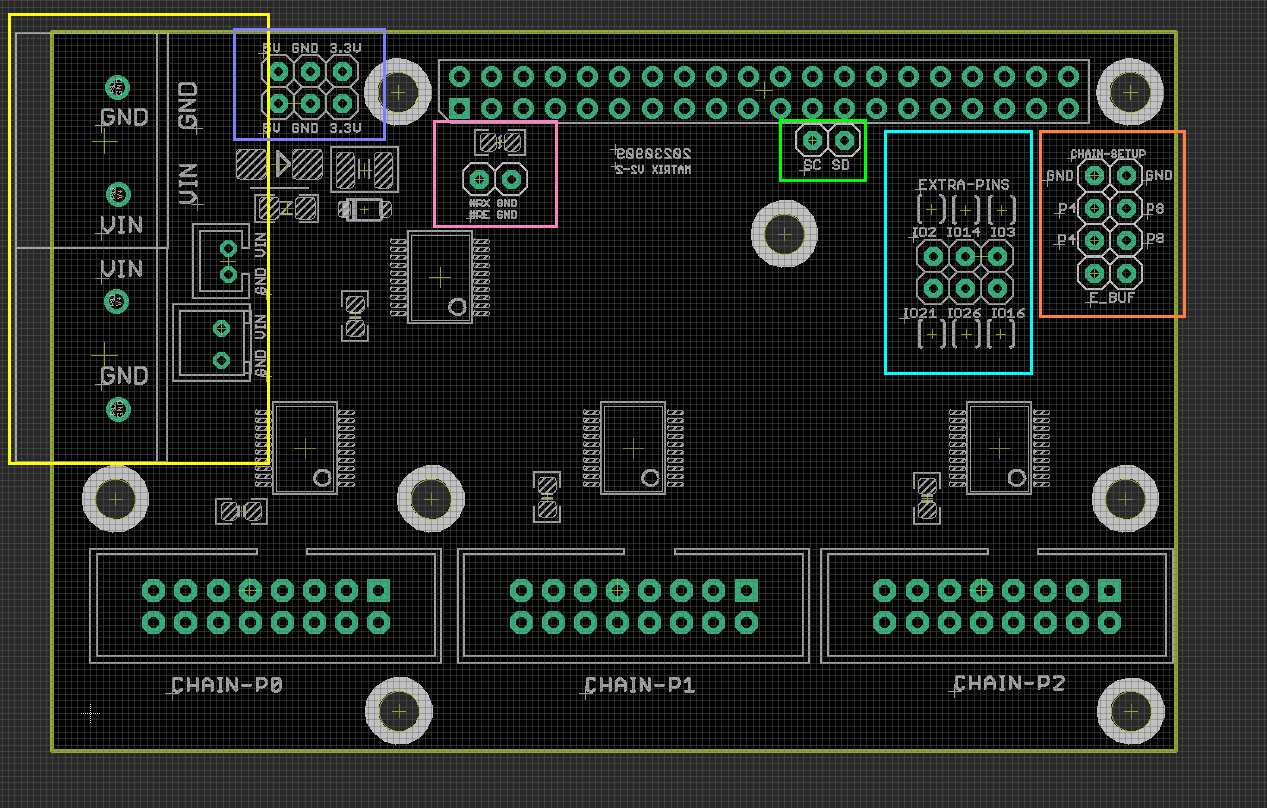 5V GND 3.3V
5V GND 3.3V
GND
GND
VIN
VIN
VIN
GND
VIN
GND
VIN
GND
WRX GND
WRE GND
20230909
MATRIX V2-2
SC SD
EXTRA-PINS
IO2 IO14 IO3
IO21 IO26 IO16
CHAIN-SETUP
GND GND
P4 P8
P4 P8
E_BUF
CHAIN-P0
CHAIN-P1
CHAIN-P2